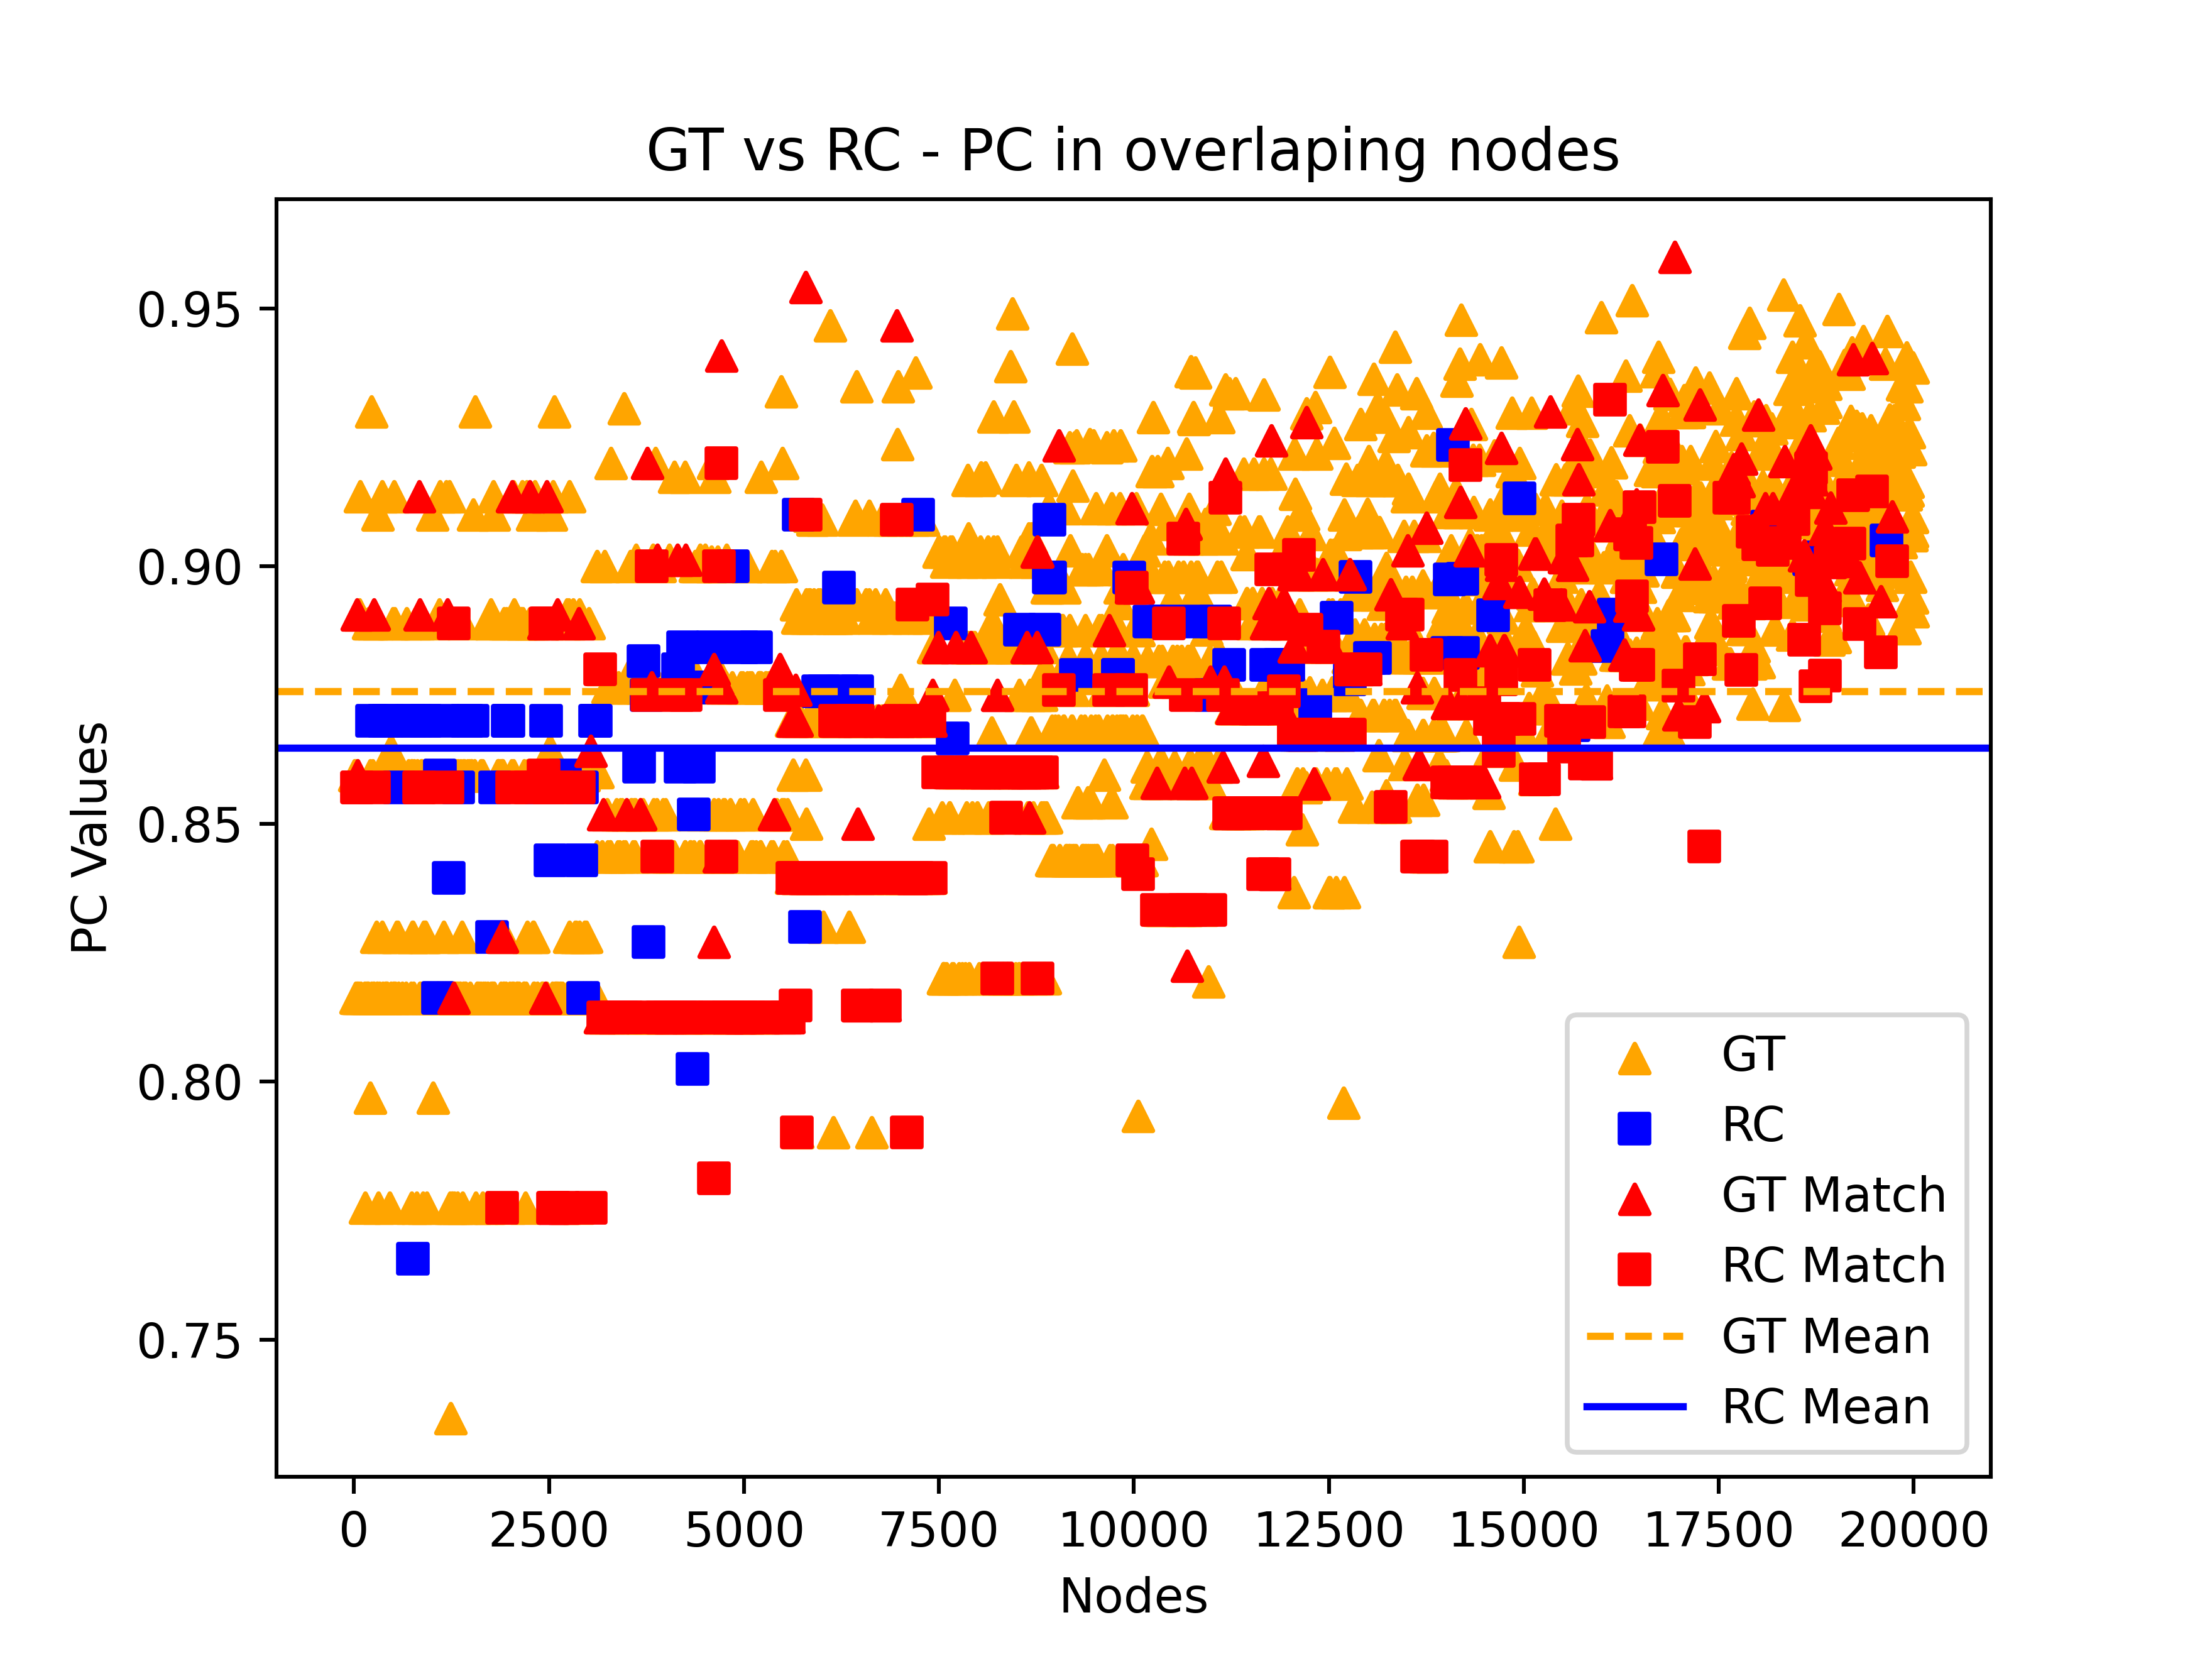 GT vs RC - PC in overlaping nodes
0.95
0.90
0.85
0.80
0.75
PC Values
GT
RC
GT Match
RC Match
GT Mean
RC Mean
0 2500 5000 7500 10000 12500 15000 17500 20000
Nodes